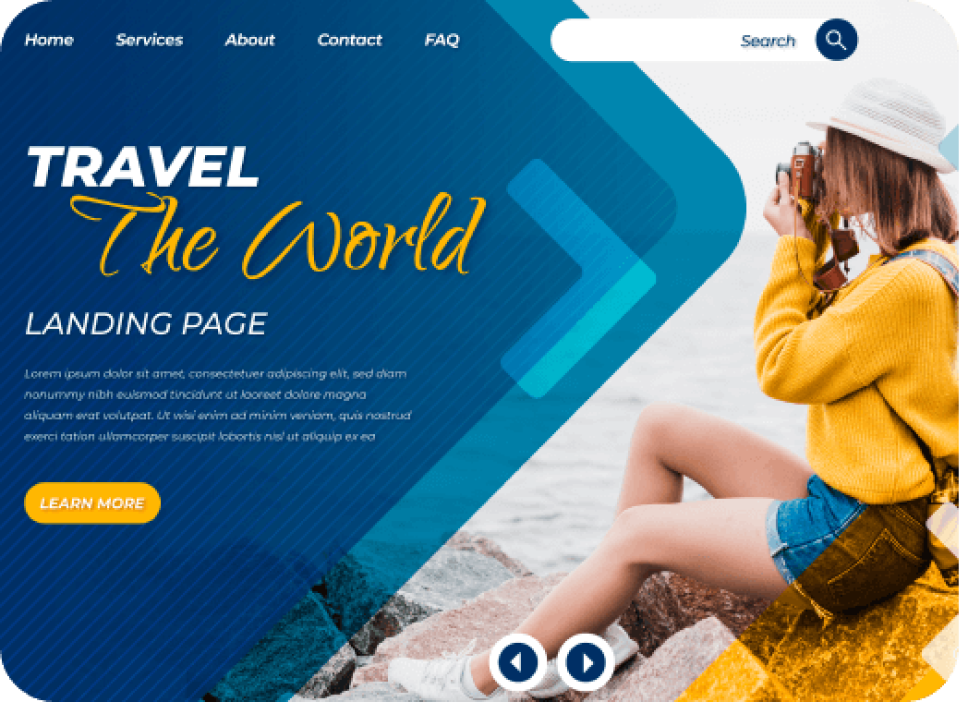 Home Services About Contact FAQ Search
TRAVEL
The World
LANDING PAGE
Lorem ipsum dolor sit amet, consectetuer adipiscing elit, sed diam
nonummy nibh euismod tincidunt ut laoreet dolore magna
aliquam erat volutpat. Ut wisi enim ad minim veniam, quis nostrud
exerci tation ullamcorper suscipit lobortis nisl ut aliquip ex ea
LEARN MORE